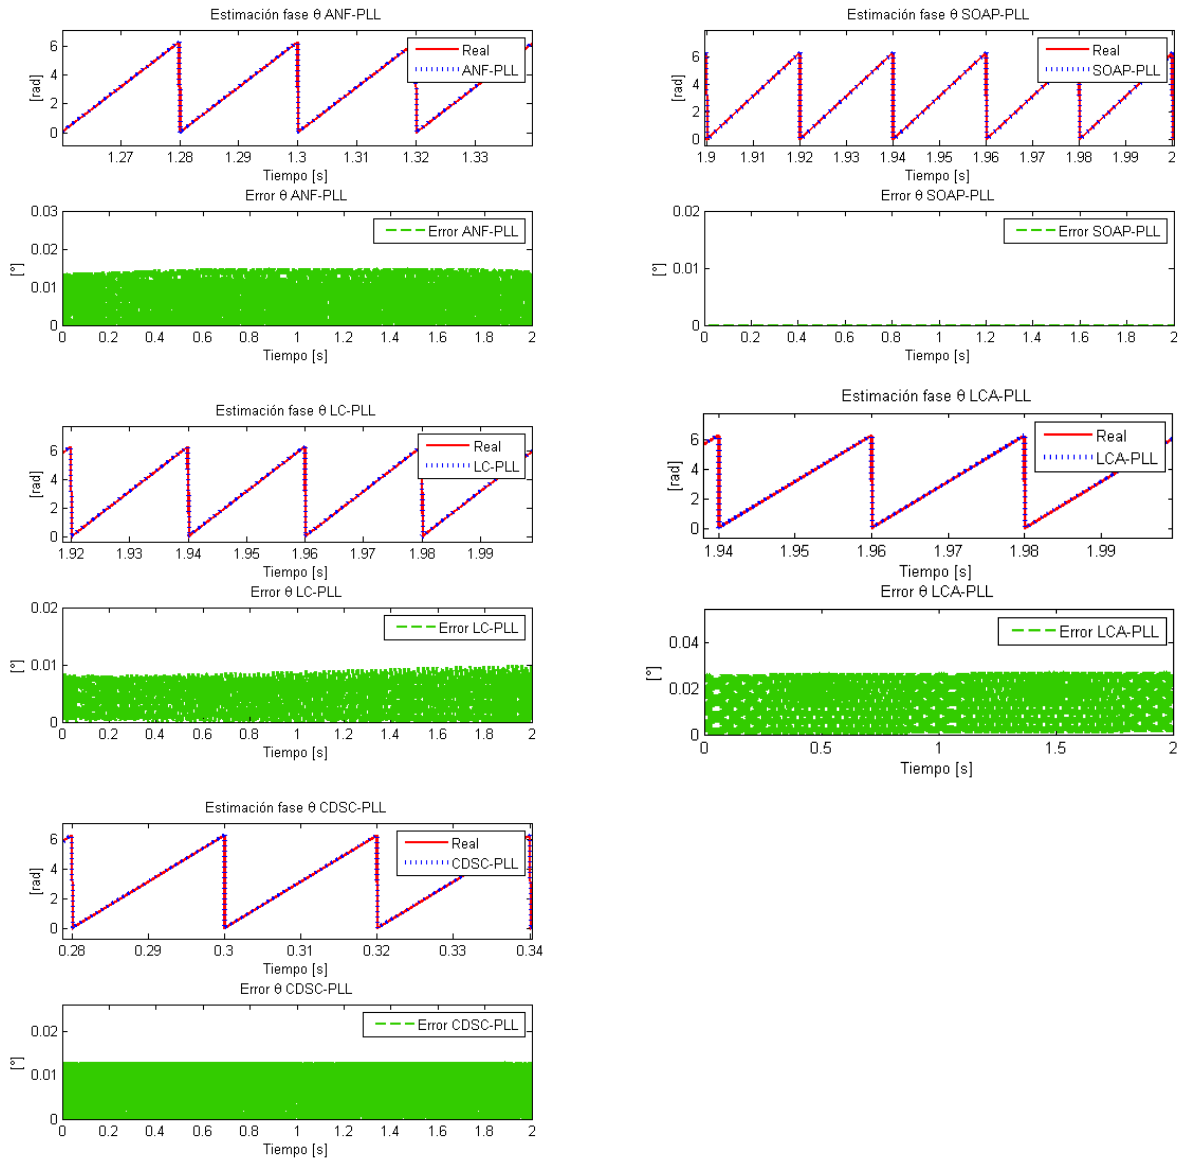 Estimación fase θ ANF-PLL
6
4
2
0
[rad]
Real
ANF-PLL
1.27 1.28 1.29 1.3 1.31 1.32 1.33
Tiempo [s]
Error θ ANF-PLL
0.03
0.02
0.01
0
[°]
Error ANF-PLL
0 0.2 0.4 0.6 0.8 1 1.2 1.4 1.6 1.8 2
Tiempo [s]
Estimación fase θ SOAP-PLL
6
4
2
0
[rad]
Real
SOAP-PLL
1.9 1.91 1.92 1.93 1.94 1.95 1.96 1.97 1.98 1.99 2
Tiempo [s]
Error θ SOAP-PLL
0.02
0.01
0
[°]
Error SOAP-PLL
0 0.2 0.4 0.6 0.8 1 1.2 1.4 1.6 1.8 2
Tiempo [s]
Estimación fase θ LC-PLL
6
4
2
0
[rad]
Real
LC-PLL
1.92 1.93 1.94 1.95 1.96 1.97 1.98 1.99
Tiempo [s]
Error θ LC-PLL
0.02
0.01
0
[°]
Error LC-PLL
0 0.2 0.4 0.6 0.8 1 1.2 1.4 1.6 1.8 2
Tiempo [s]
Estimación fase θ LCA-PLL
6
4
2
0
[rad]
Real
LCA-PLL
1.94 1.95 1.96 1.97 1.98 1.99
Tiempo [s]
Error θ LCA-PLL
0.04
0.02
0
[°]
Error LCA-PLL
0 0.5 1 1.5 2
Tiempo [s]
Estimación fase θ CDSC-PLL
6
4
2
0
[rad]
Real
CDSC-PLL
0.28 0.29 0.3 0.31 0.32 0.33 0.34
Tiempo [s]
Error θ CDSC-PLL
0.02
0.01
0
[°]
Error CDSC-PLL
0 0.2 0.4 0.6 0.8 1 1.2 1.4 1.6 1.8 2
Tiempo [s]